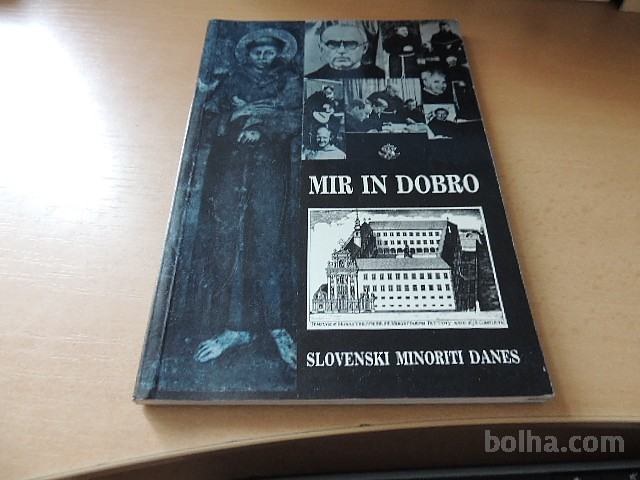 MIR IN DOBRO
SLOVENSKI MINORITI DANES
bolha.com